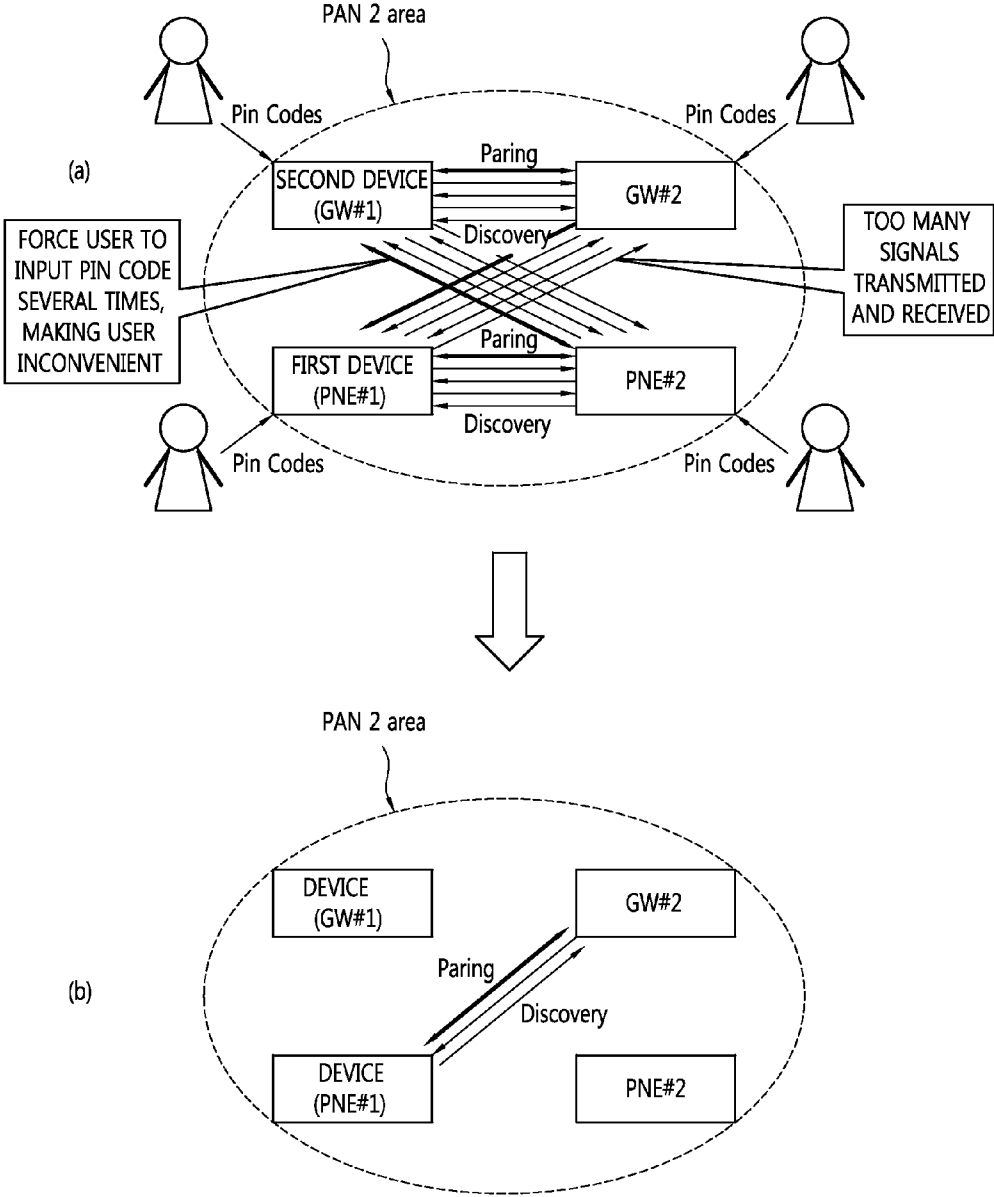 PAN 2 area
Pin Codes
Pin Codes
(a)
Paring
SECOND DEVICE
(GW#1)
GW#2
Discovery
FORCE USER TO
INPUT PIN CODE
SEVERAL TIMES,
MAKING USER
INCONVENIENT
TOO MANY
SIGNALS
TRANSMITTED
AND RECEIVED
Paring
FIRST DEVICE
(PNE#1)
PNE#2
Discovery
Pin Codes
Pin Codes
PAN 2 area
DEVICE
(GW#1)
GW#2
Paring
(b)
Discovery
DEVICE
(PNE#1)
PNE#2